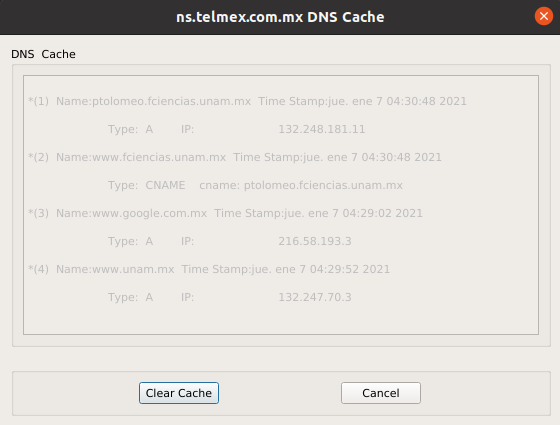 ns.telmex.com.mx DNS Cache
DNS Cache
*(1) Name:ptolomeo.fciencias.unam.mx Time Stamp:jue. ene 7 04:30:48 2021
Type: A IP: 132.248.181.11
*(2) Name:www.fciencias.unam.mx Time Stamp:jue. ene 7 04:30:48 2021
Type: CNAME cname: ptolomeo.fciencias.unam.mx
*(3) Name:www.google.com.mx Time Stamp:jue. ene 7 04:29:02 2021
Type: A IP: 216.58.193.3
*(4) Name:www.unam.mx Time Stamp:jue. ene 7 04:29:52 2021
Type: A IP: 132.247.70.3
Clear Cache Cancel